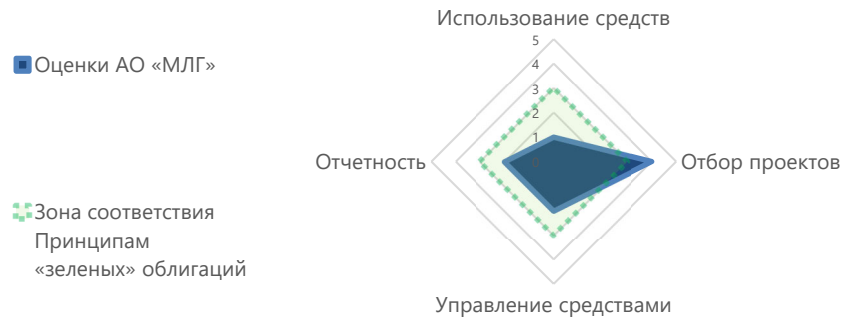 Использование средств
5
4
3
2
1
0
Оценки АО «МЛГ»
Отчетность
Отбор проектов
Зона соответствия
Принципам
«зеленых» облигаций
Управление средствами